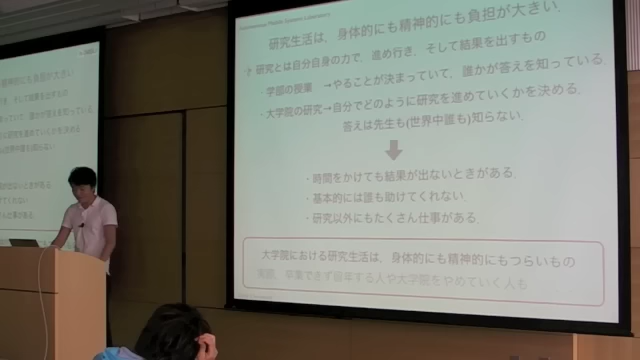 研究生活は、身体的にも精神的にも負担が大きい.
研究とは自分自身の力で、進め行き、そして結果を出すもの
・学部の授業 →やることが決まっていて、誰かが答えを知っている
・大学院の研究→自分でどのように研究を進めていくかを決める.
答えは先生も(世界中誰も)知らない.
・時間をかけても結果が出ないときがある.
・基本的には誰も助けてくれない.
・研究以外にもたくさん仕事がある.
大学院における研究生活は、身体的にも精神的にもつらいもの
実際、卒業できず留年する人や大学院をやめていく人も